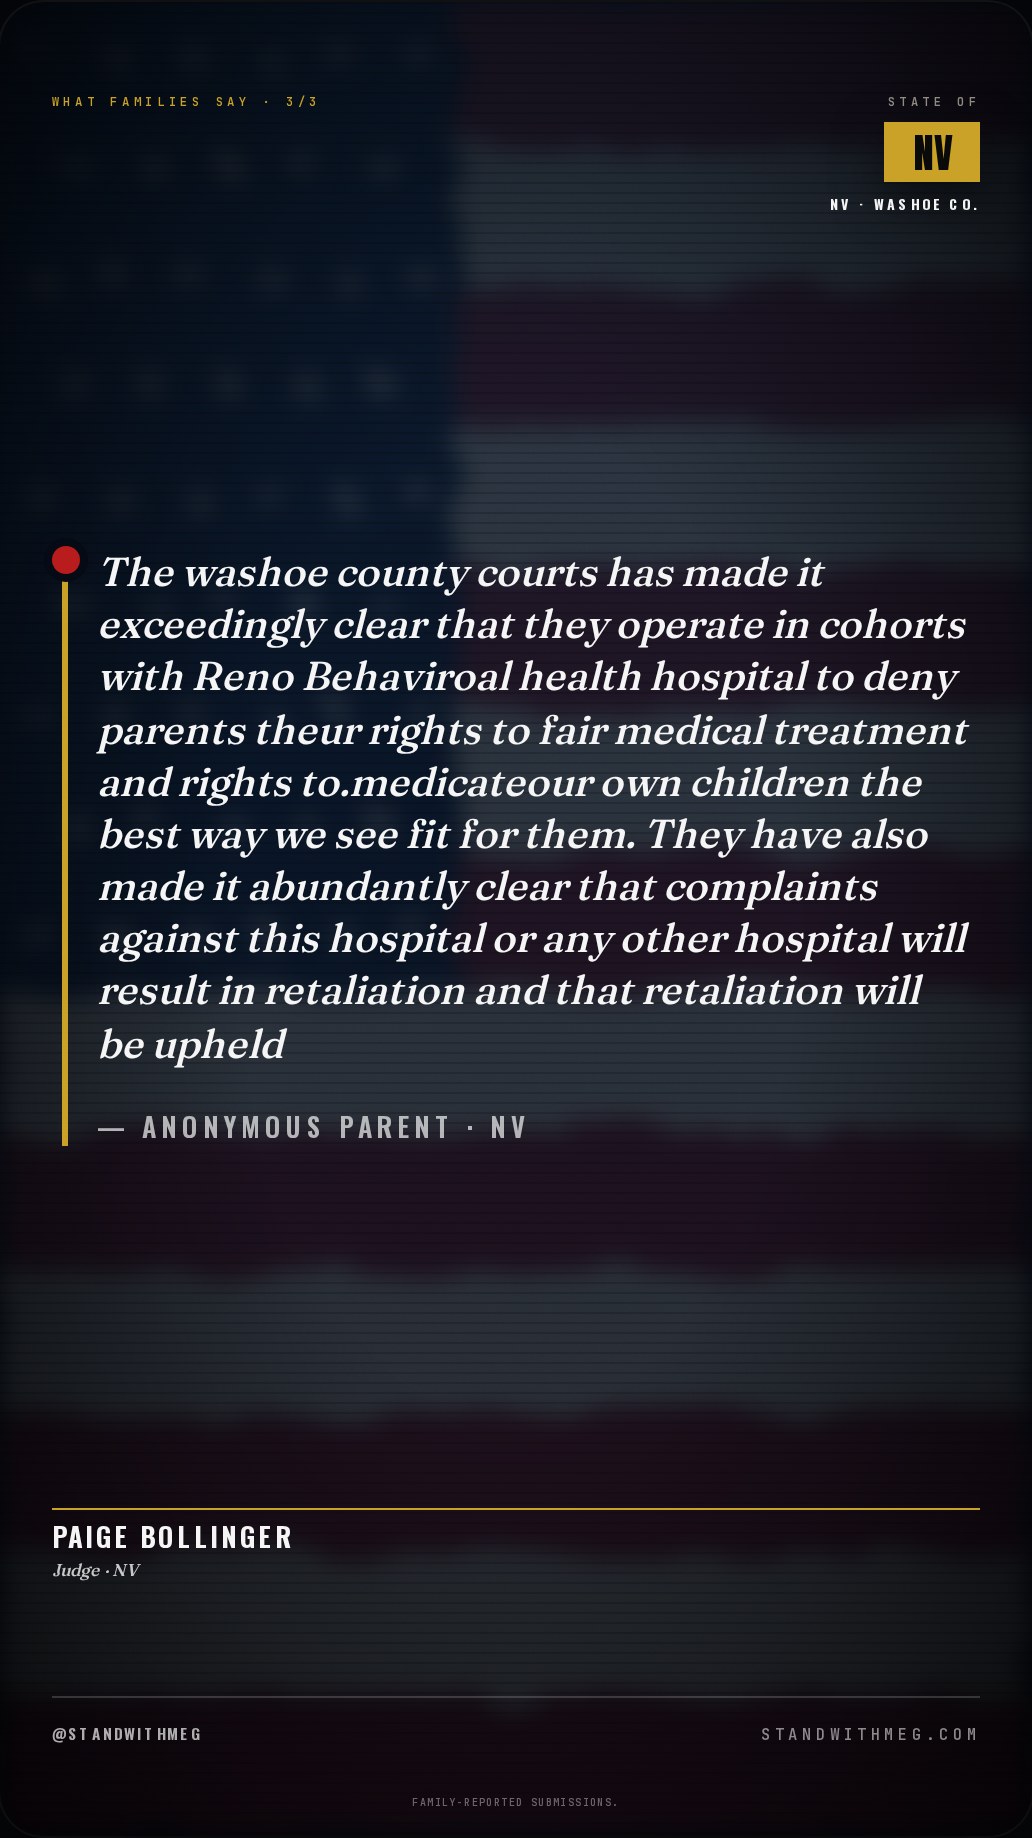 WHAT FAMILIES SAY · 3/3
STATE OF
NV
NV · WASHOE CO.
The washoe county courts has made it
exceedingly clear that they operate in cohorts
with Reno Behaviroal health hospital to deny
parents theur rights to fair medical treatment
and rights to.medicateour own children the
best way we see fit for them. They have also
made it abundantly clear that complaints
against this hospital or any other hospital will
result in retaliation and that retaliation will
be upheld
— ANONYMOUS PARENT · NV
PAIGE BOLLINGER
Judge · NV
@STANDWITHMEG
STANDWITHMEG.COM
FAMILY-REPORTED SUBMISSIONS.